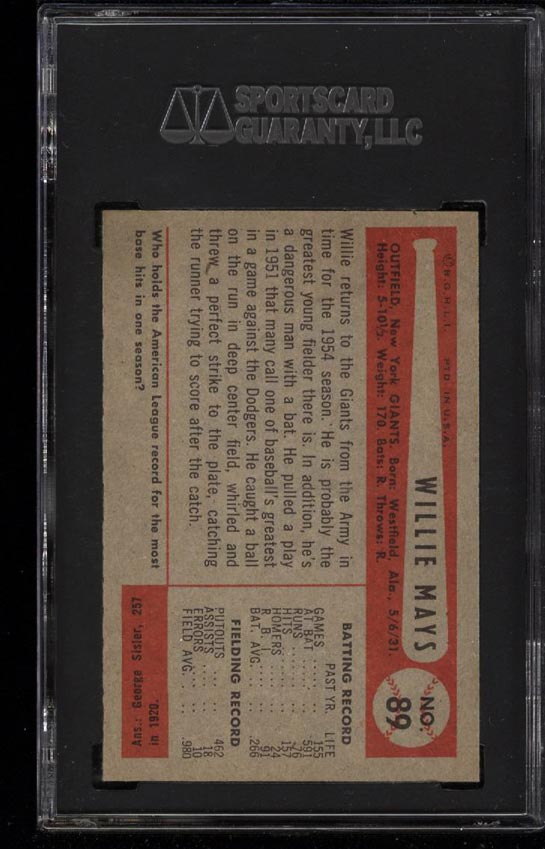 SPORTSCARD
GUARANTY, LLC
© B.G.H.L.I. PTD. IN U.S.A.
WILLIE MAYS
NO.
89
OUTFIELD, New York GIANTS. Born: Westfield, Ala., 5/6/31.
Height: 5-10½. Weight: 170. Bats: R. Throws: R.
Willie returns to the Giants from the Army in
time for the 1954 season. He is probably the
greatest young fielder there is. In addition, he's
a dangerous man with a bat. He pulled a play
in 1951 that many call one of baseball's greatest
in a game against the Dodgers. He caught a ball
on the run in deep center field, whirled and
threw a perfect strike to the plate, catching
the runner trying to score after the catch.
BATTING RECORD
PAST YR. LIFE
GAMES ..... 155
A BAT ..... 591
RUNS ..... 76
HITS ..... 157
HOMERS ..... 24
R. B. I. ..... 91
BAT. AVG. .... .266
FIELDING RECORD
PUTOUTS .... 462
ASSISTS .... 18
ERRORS .... 10
FIELD AVG. .... .980
Who holds the American League record for the most
base hits in one season?
in 1920.
Ans.: George Sisler, 257